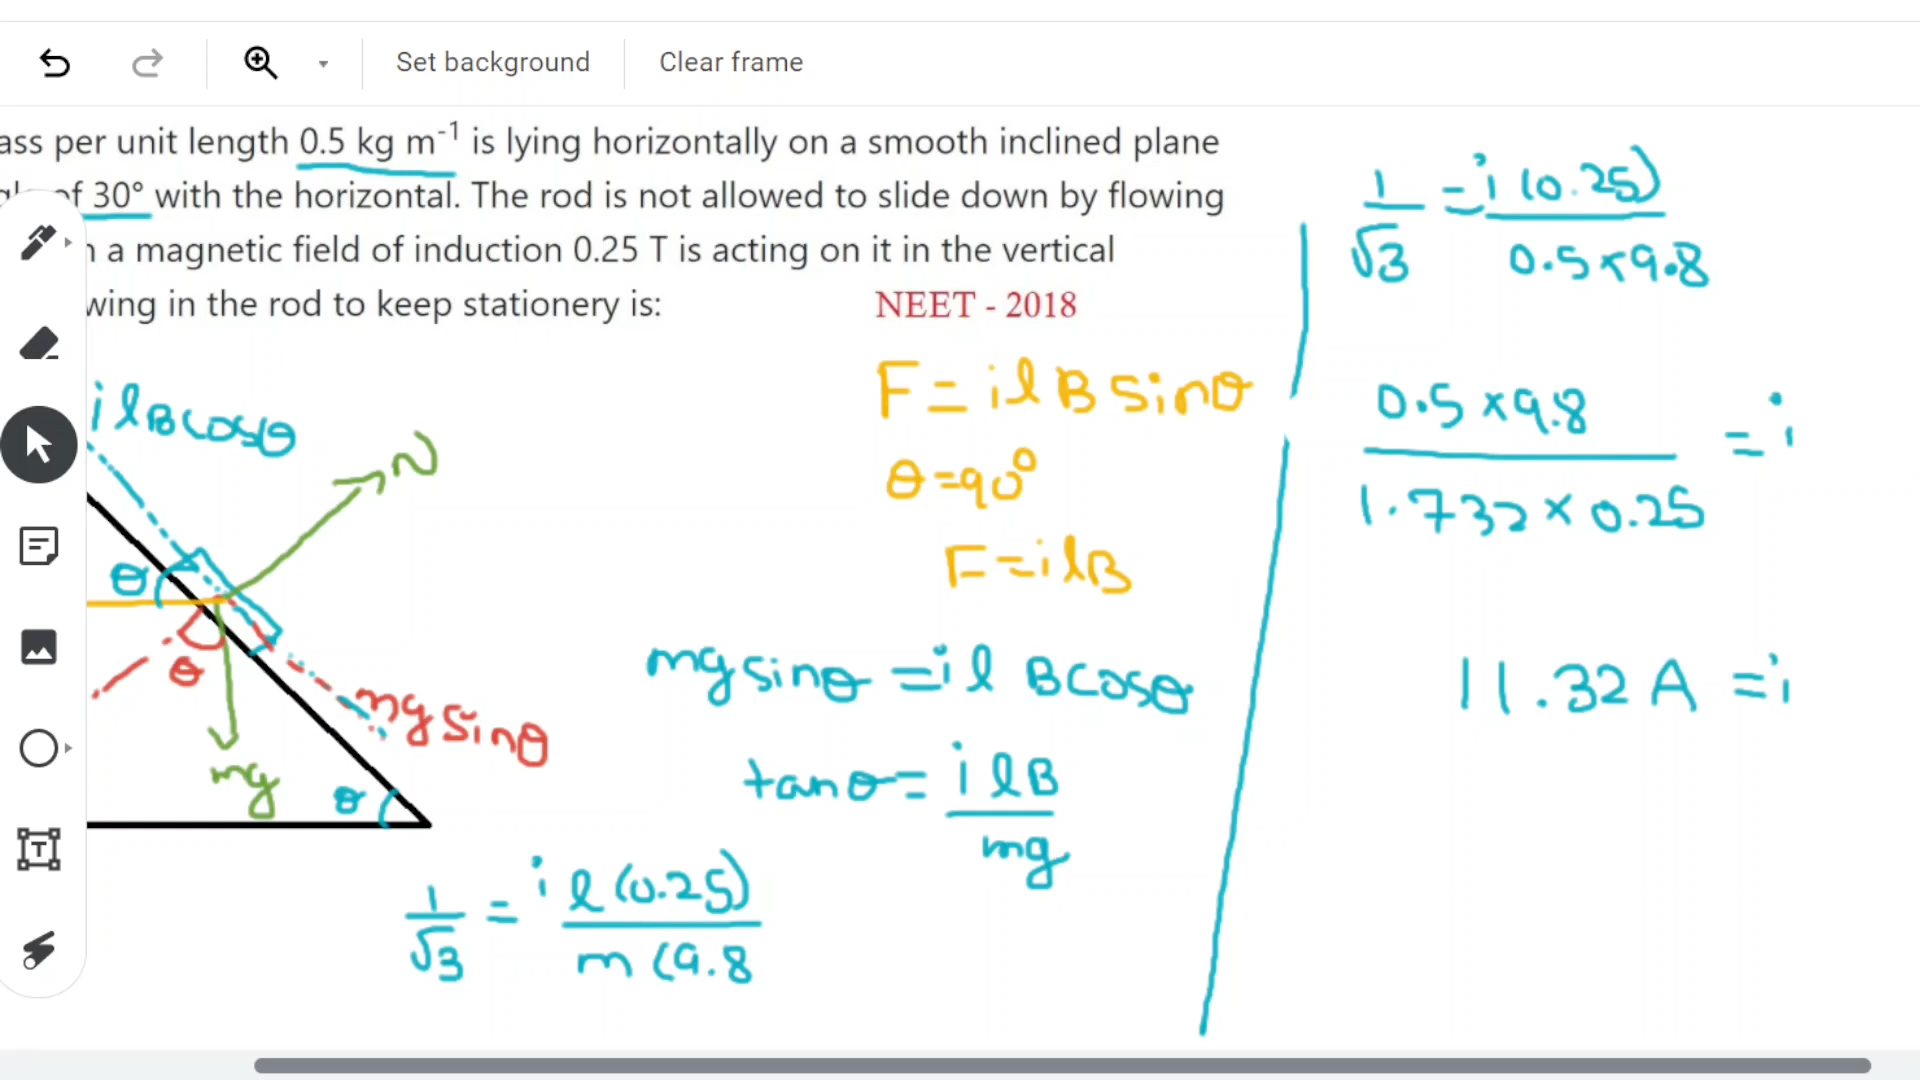 Set background Clear frame
ass per unit length 0.5 kg m⁻¹ is lying horizontally on a smooth inclined plane
of 30° with the horizontal. The rod is not allowed to slide down by flowing
a magnetic field of induction 0.25 T is acting on it in the vertical
wing in the rod to keep stationery is: NEET - 2018
ilBcosθ
N
θ
θ
mg sinθ
mg
θ
F = ilB sinθ
θ = 90°
F = ilB
mg sinθ = il Bcosθ
tanθ = ilB / mg
1/√3 = i l (0.25) / m (9.8
1/√3 = i (0.25) / 0.5×9.8
0.5×9.8 / 1.732×0.25 = i
11.32 A = i